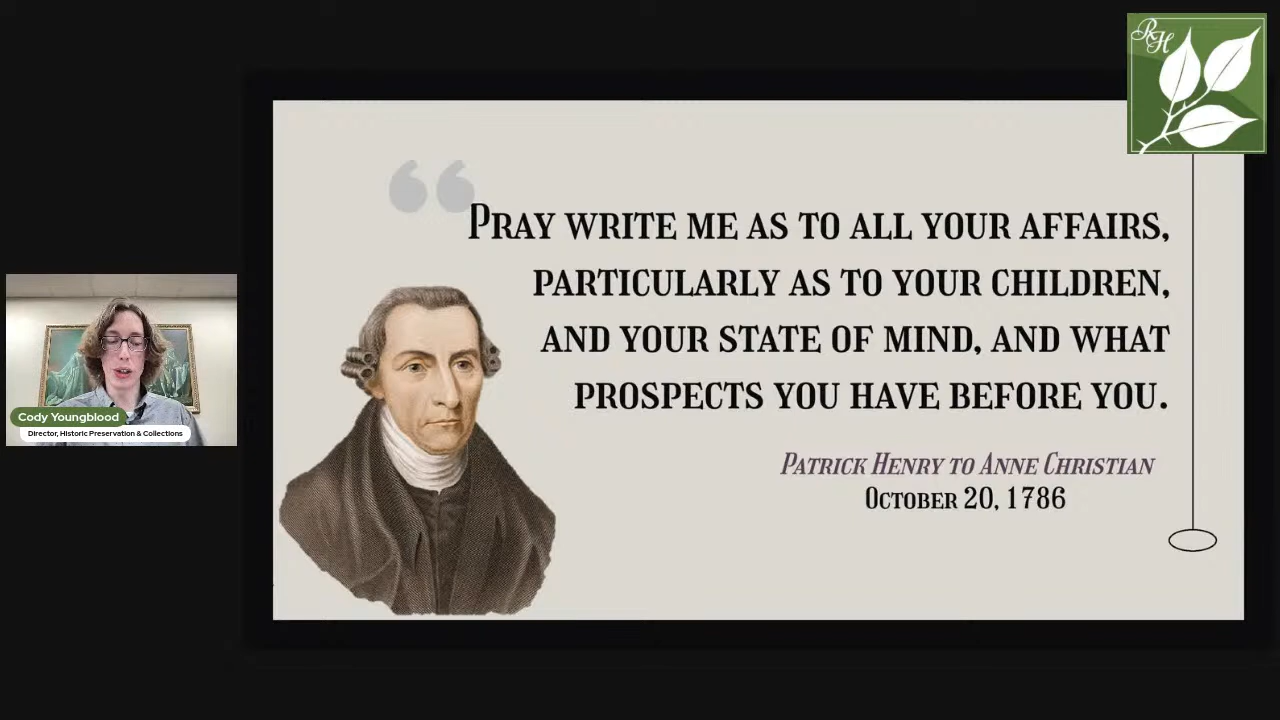 RH
“
Pray write me as to all your affairs,
particularly as to your children,
and your state of mind, and what
prospects you have before you.
Patrick Henry to Anne Christian
October 20, 1786
Cody Youngblood
Director, Historic Preservation & Collections